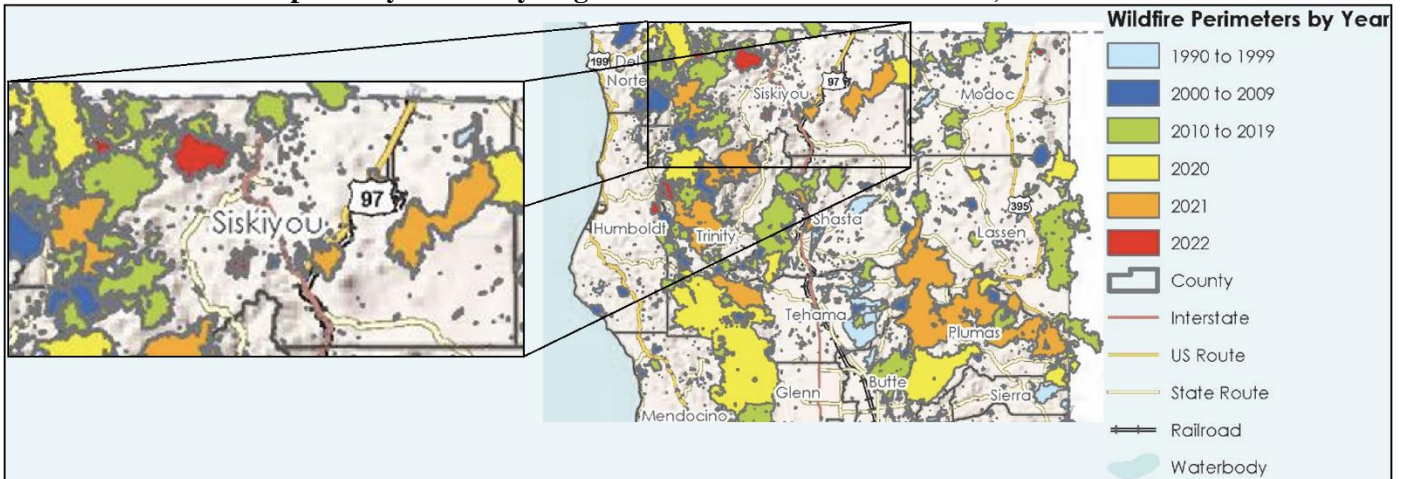 Wildfire Perimeters by Year
1990 to 1999
2000 to 2009
2010 to 2019
2020
2021
2022
County
Interstate
US Route
State Route
Railroad
Waterbody
97
Siskiyou
199
Del
Norte
Siskiyou
97
Modoc
Humboldt
Trinity
Shasta
395
Lassen
Tehama
Plumas
Glenn
Butte
Sierra
Mendocino